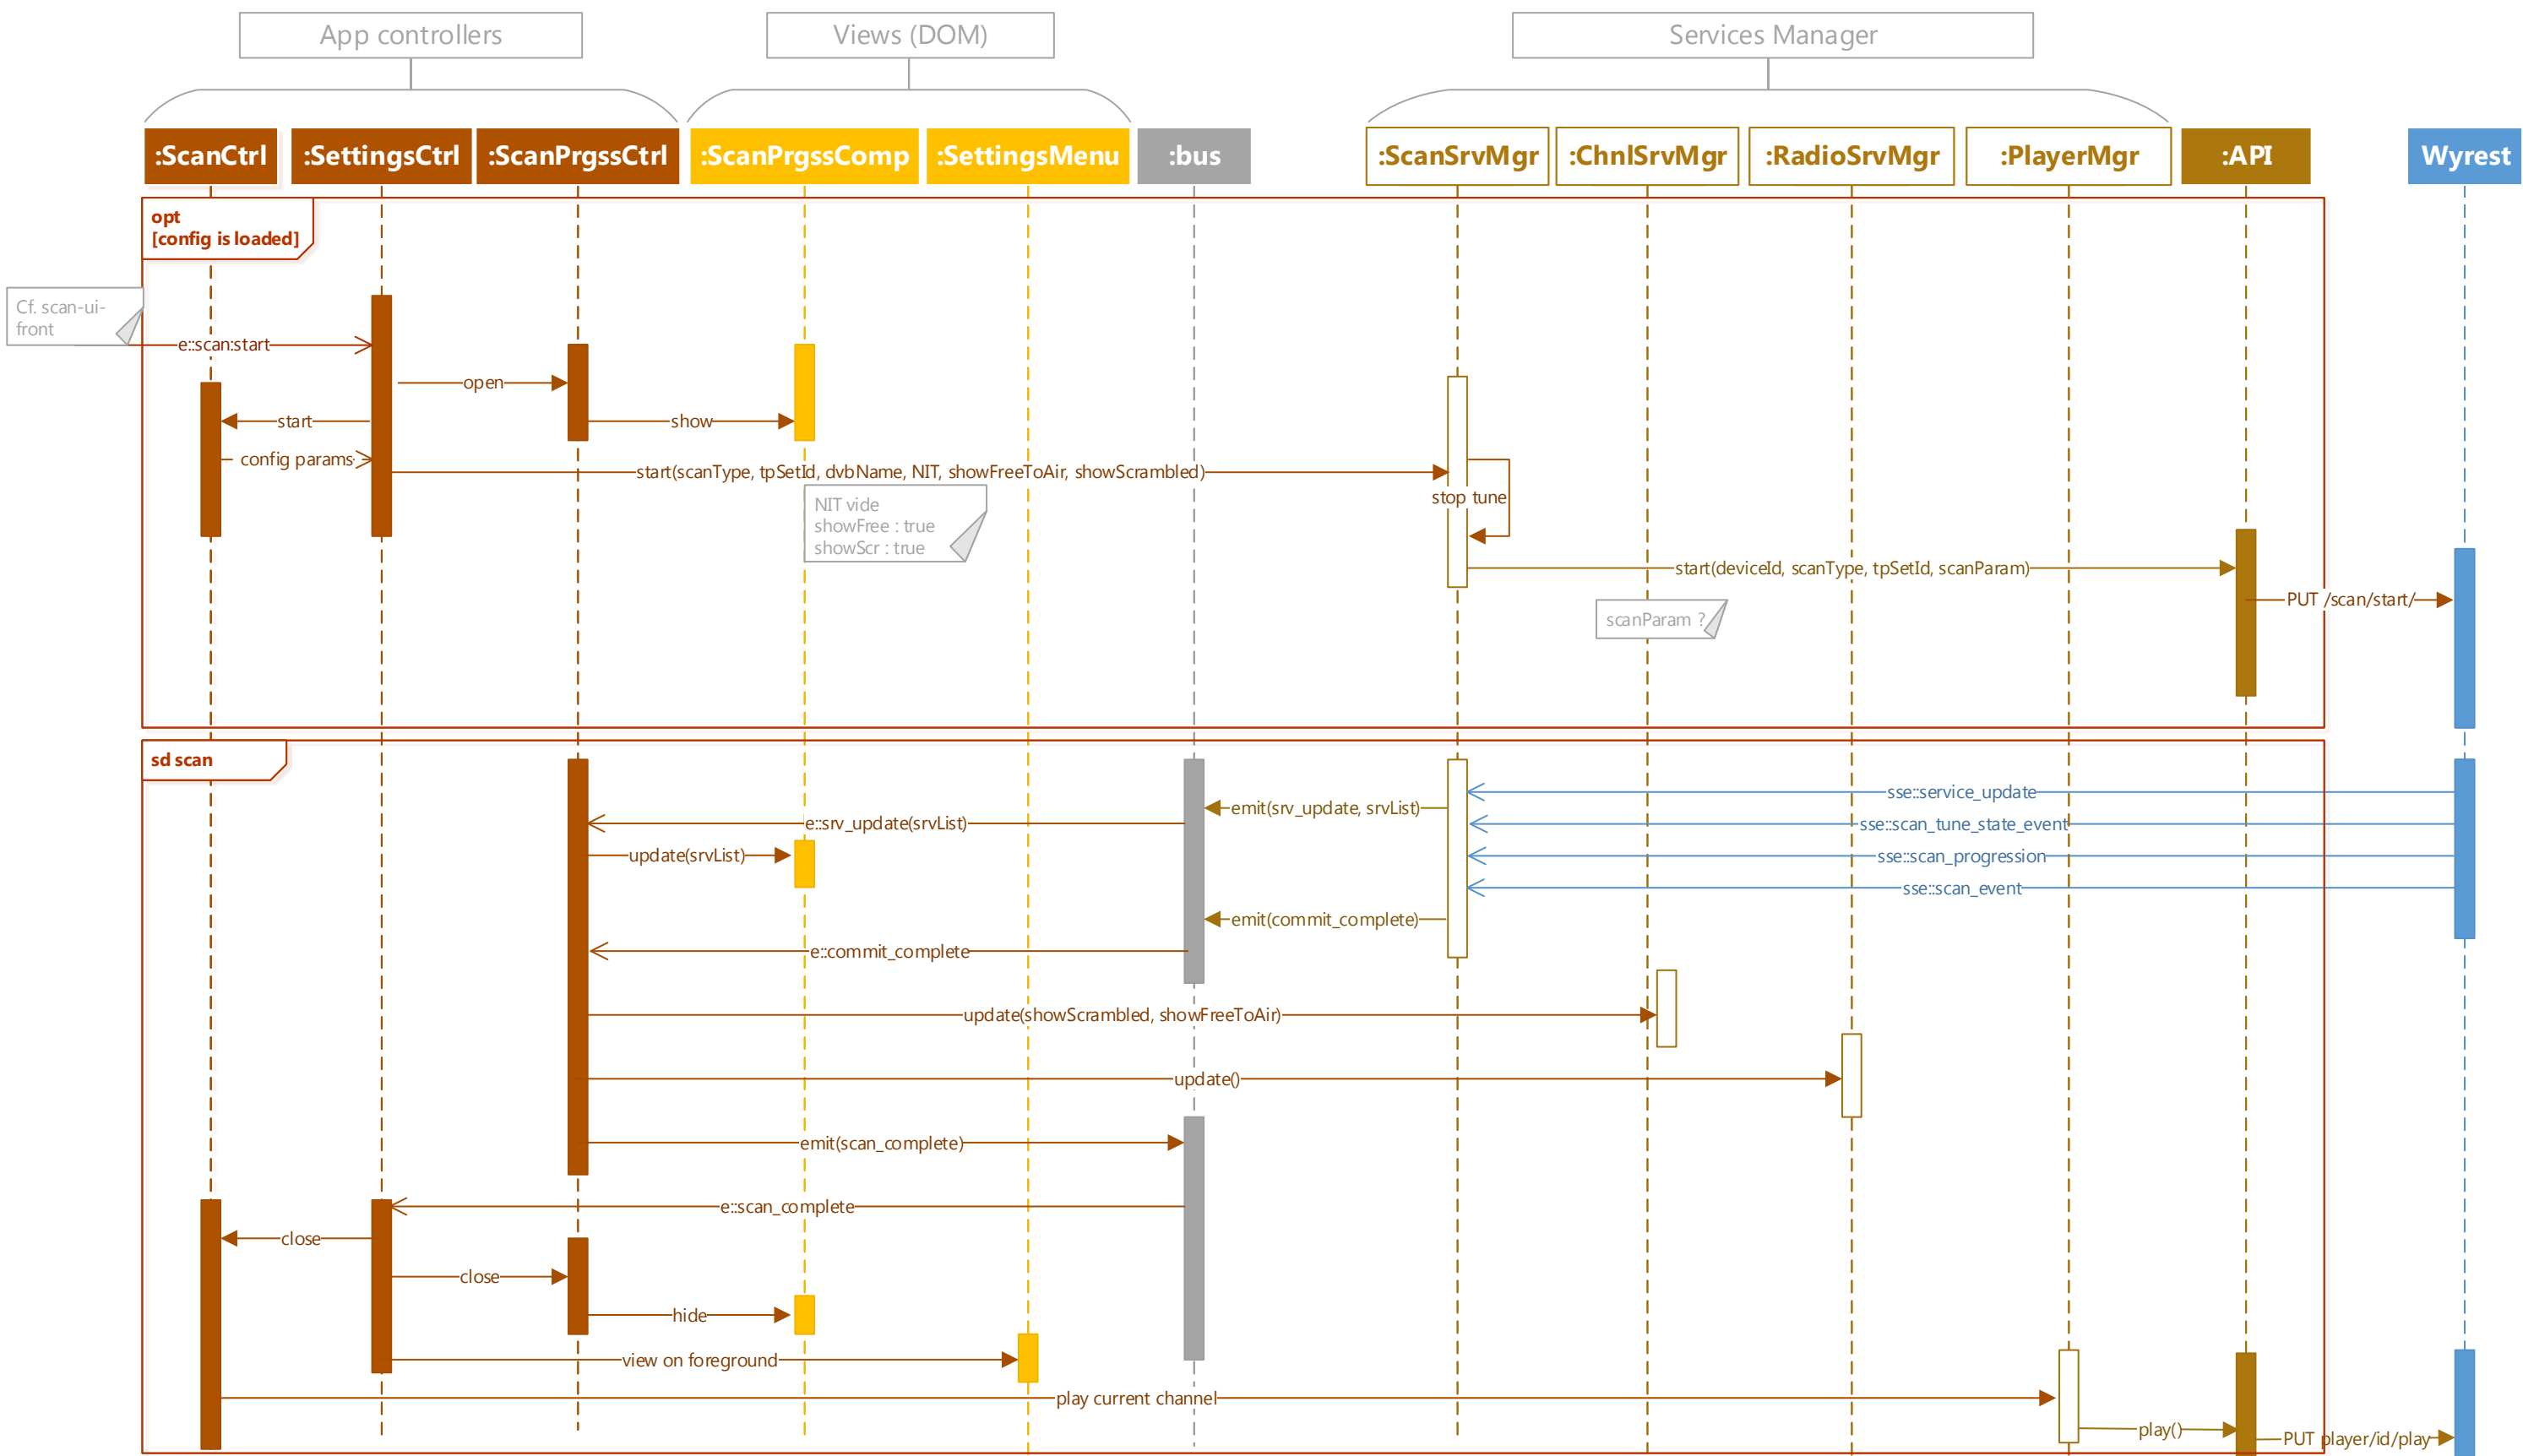 App controllers
Views (DOM)
Services Manager
:ScanCtrl
:SettingsCtrl
:ScanPrgssCtrl
:ScanPrgssComp
:SettingsMenu
:bus
:ScanSrvMgr
:ChnlSrvMgr
:RadioSrvMgr
:PlayerMgr
:API
Wyrest
opt
[config is loaded]
Cf. scan-ui-
front
e::scan:start
open
start
show
config params
start(scanType, tpSetId, dvbName, NIT, showFreeToAir, showScrambled)
stop tune
NIT vide
showFree : true
showScr : true
start(deviceId, scanType, tpSetId, scanParam)
PUT /scan/start/
scanParam ?
sd scan
sse::service_update
emit(srv_update, srvList)
e::srv_update(srvList)
sse::scan_tune_state_event
update(srvList)
sse::scan_progression
sse::scan_event
emit(commit_complete)
e::commit_complete
update(showScrambled, showFreeToAir)
update()
emit(scan_complete)
e::scan_complete
close
close
hide
view on foreground
play current channel
play()
PUT player/id/play